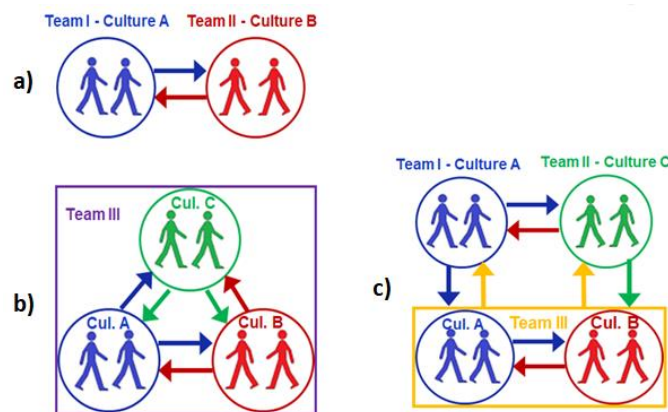 Team I - Culture A
Team II - Culture B
a)
Team I - Culture A
Team II - Culture C
Team III
Cul. C
b)
Cul. A
Cul. B
c)
Cul. A
Team III
Cul. B